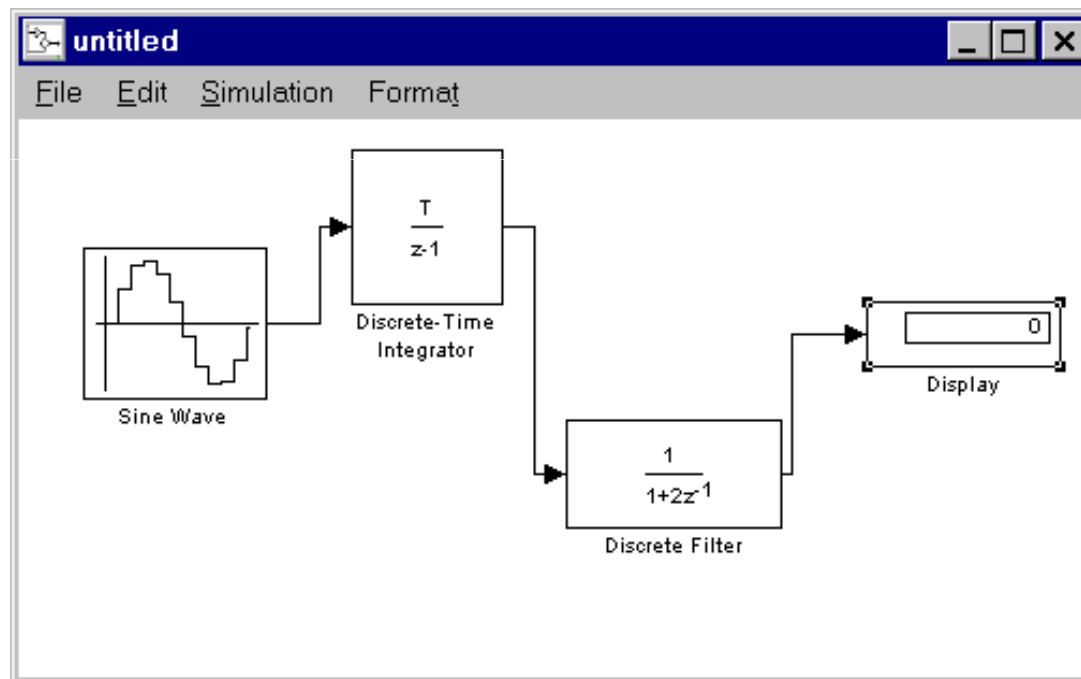 untitled
File Edit Simulation Format
T
z-1
Discrete-Time
Integrator
Sine Wave
0
Display
1
1+2z⁻¹
Discrete Filter